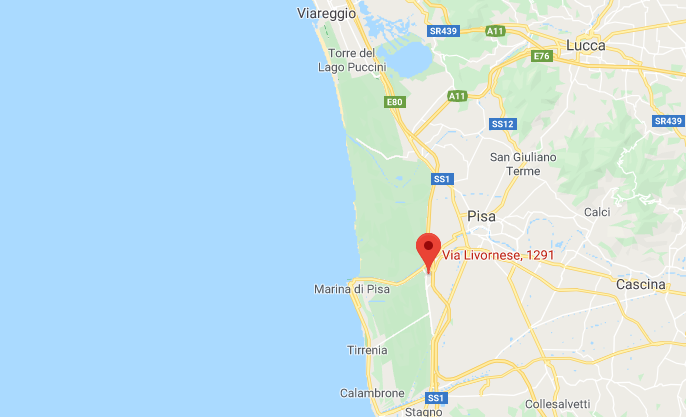 Viareggio
SR439
A11
Lucca
Torre del
Lago Puccini
E76
E80
A11
SS12
SR439
San Giuliano
Terme
SS1
Pisa
Calci
Via Livornese, 1291
Marina di Pisa
Cascina
Tirrenia
Calambrone
SS1
Stagno
Collesalvetti